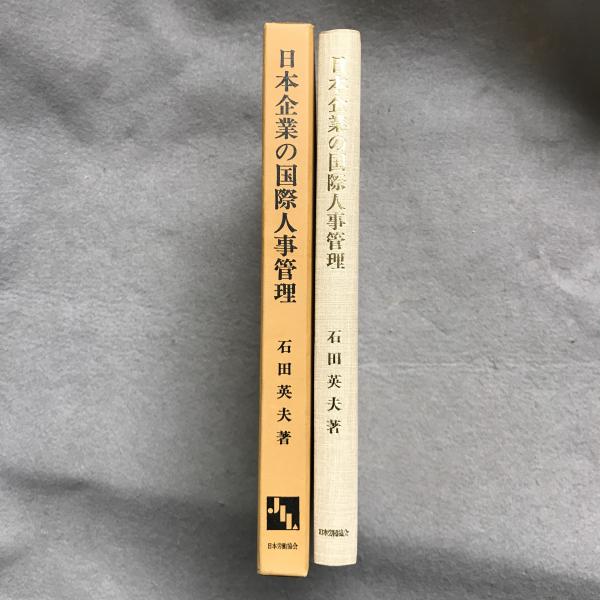 日本企業の国際人事管理
石田英夫著
JIL
日本労働協会
日本企業の国際人事管理
石田英夫著
日本労働協会